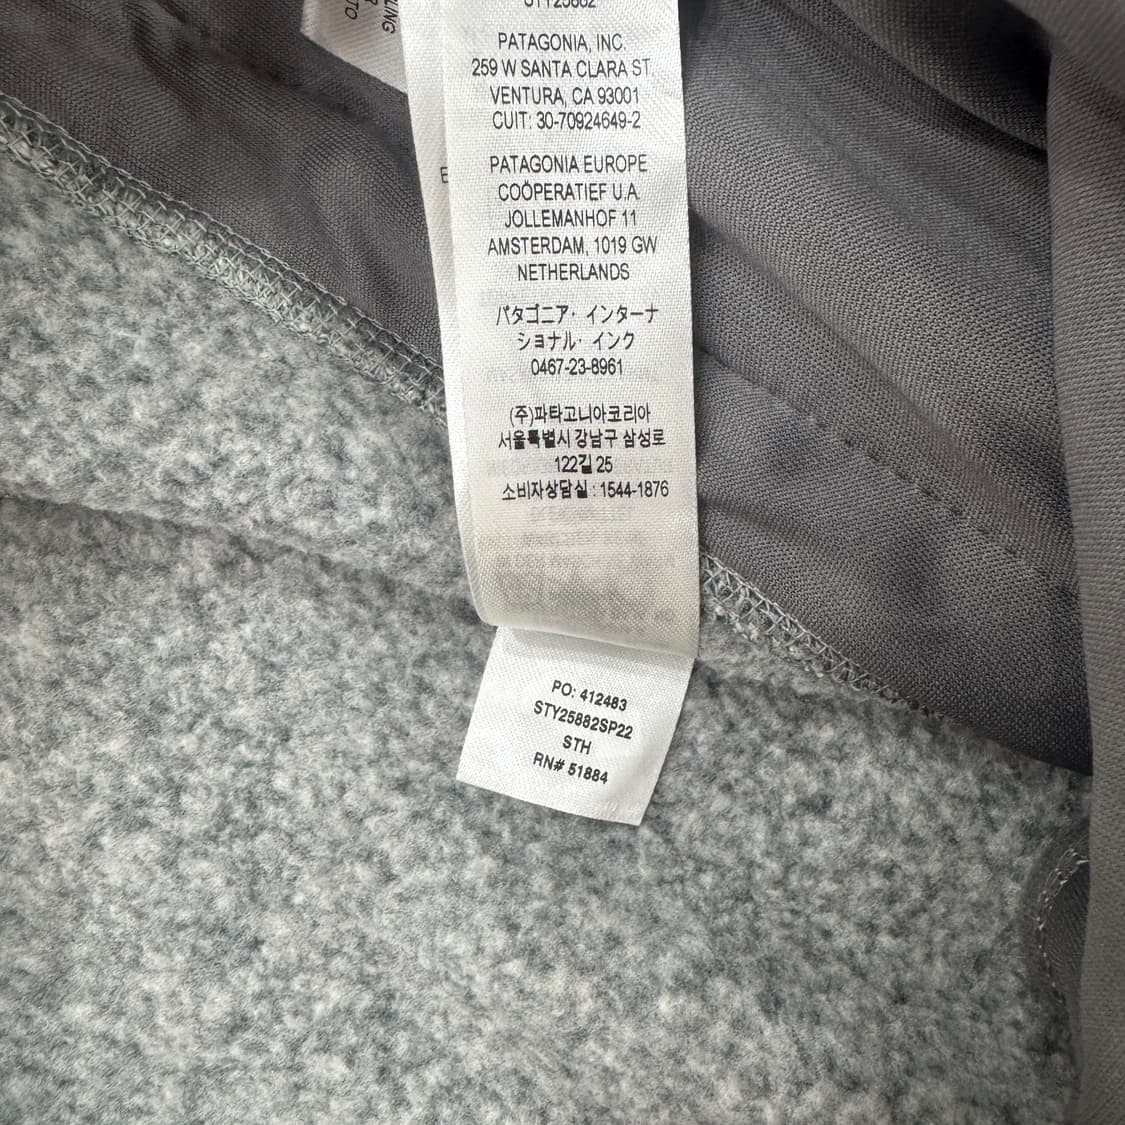 STY25882
PATAGONIA, INC.
259 W SANTA CLARA ST.
VENTURA, CA 93001
CUIT: 30-70924649-2
PATAGONIA EUROPE
COÖPERATIEF U.A.
JOLLEMANHOF 11
AMSTERDAM, 1019 GW
NETHERLANDS
パタゴニア・インターナ
ショナル・インク
0467-23-8961
(주)파타고니아코리아
서울특별시 강남구 삼성로
122길 25
소비자상담실 : 1544-1876
PO: 412483
STY25882SP22
STH
RN# 51884